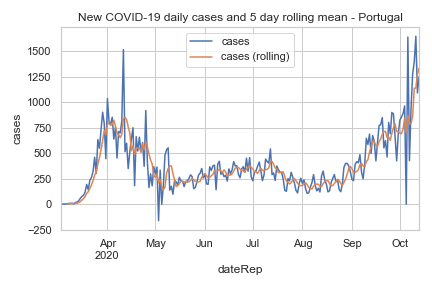 New COVID-19 daily cases and 5 day rolling mean - Portugal
cases
cases (rolling)
1500
1250
1000
750
500
250
0
−250
cases
Apr
2020
May
Jun
Jul
Aug
Sep
Oct
dateRep